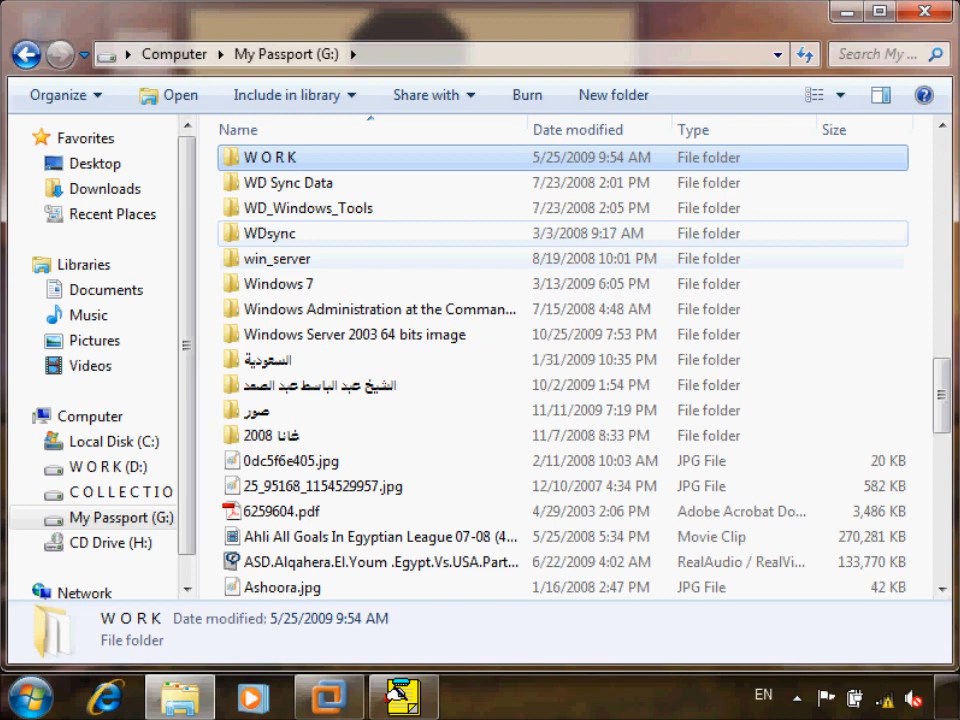 Computer
My Passport (G:)
Search My ...
Organize
Open
Include in library
Share with
Burn
New folder
Name
Date modified
Type
Size
Favorites
Desktop
Downloads
Recent Places
Libraries
Documents
Music
Pictures
Videos
Computer
Local Disk (C:)
W O R K (D:)
C O L L E C T I O
My Passport (G:)
CD Drive (H:)
Network
W O R K 5/25/2009 9:54 AM File folder
WD Sync Data 7/23/2008 2:01 PM File folder
WD_Windows_Tools 7/23/2008 2:05 PM File folder
WDsync 3/3/2008 9:17 AM File folder
win_server 8/19/2008 10:01 PM File folder
Windows 7 3/13/2009 6:05 PM File folder
Windows Administration at the Comman... 7/15/2008 4:48 AM File folder
Windows Server 2003 64 bits image 10/25/2009 7:53 PM File folder
السعودية 1/31/2009 10:35 PM File folder
الشيخ عبد الباسط عبد الصمد 10/2/2009 1:54 PM File folder
صور 11/11/2009 7:19 PM File folder
غانا 2008 11/7/2008 8:33 PM File folder
0dc5f6e405.jpg 2/11/2008 10:03 AM JPG File 20 KB
25_95168_1154529957.jpg 12/10/2007 4:34 PM JPG File 582 KB
6259604.pdf 4/29/2003 2:06 PM Adobe Acrobat Do... 3,486 KB
Ahli All Goals In Egyptian League 07-08 (4... 5/25/2008 5:34 PM Movie Clip 270,281 KB
ASD.Alqahera.El.Youm .Egypt.Vs.USA.Part... 6/22/2009 4:02 AM RealAudio / RealVi... 133,770 KB
Ashoora.jpg 1/16/2008 2:47 PM JPG File 42 KB
W O R K Date modified: 5/25/2009 9:54 AM
File folder
EN